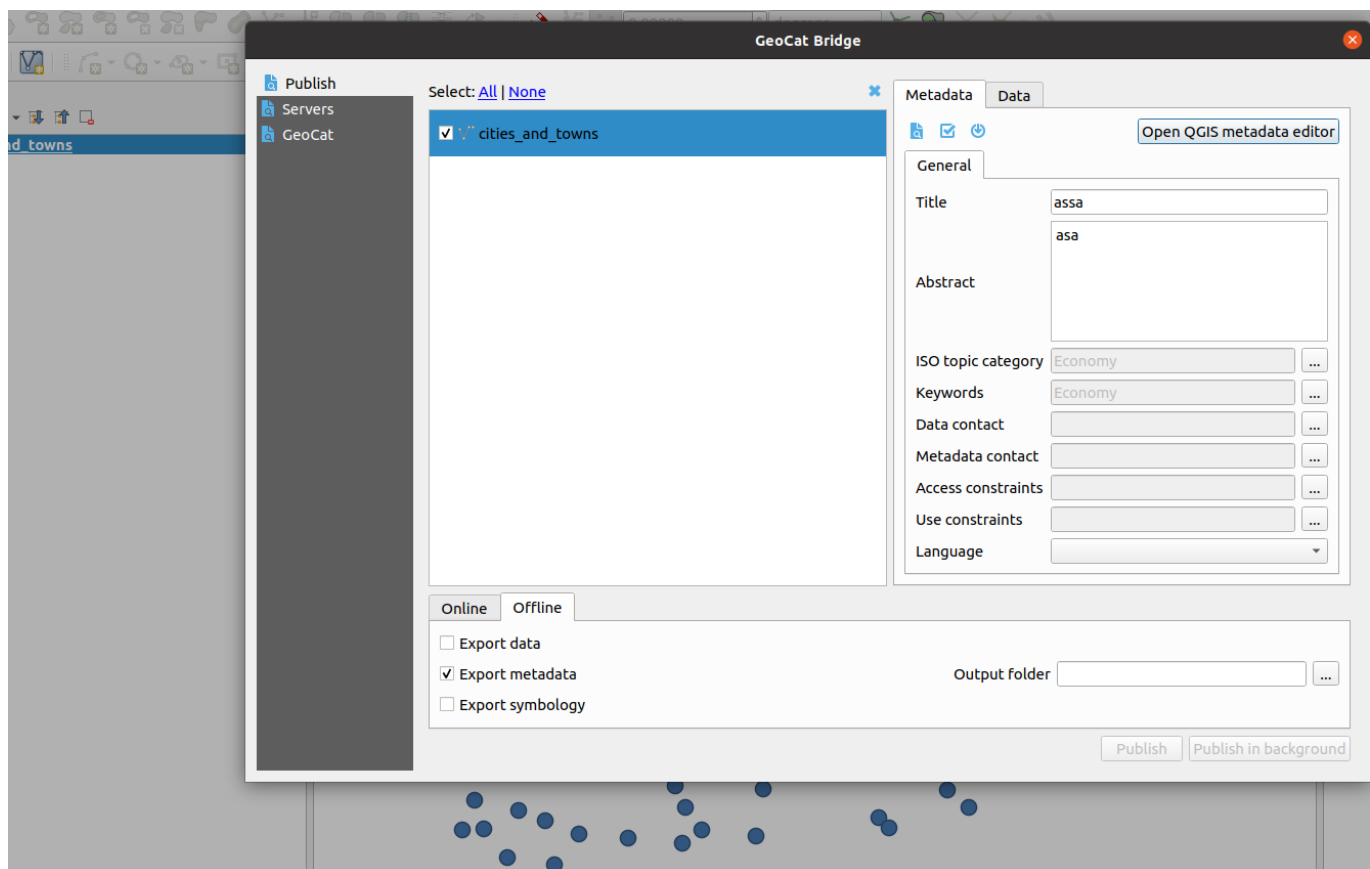 GeoCat Bridge
Publish
Servers
GeoCat
nd_towns
Select: All | None
cities_and_towns
Metadata Data
Open QGIS metadata editor
General
Title assa
Abstract asa
ISO topic category Economy ...
Keywords Economy ...
Data contact ...
Metadata contact ...
Access constraints ...
Use constraints ...
Language
Online Offline
Export data
Export metadata
Output folder ...
Export symbology
Publish Publish in background